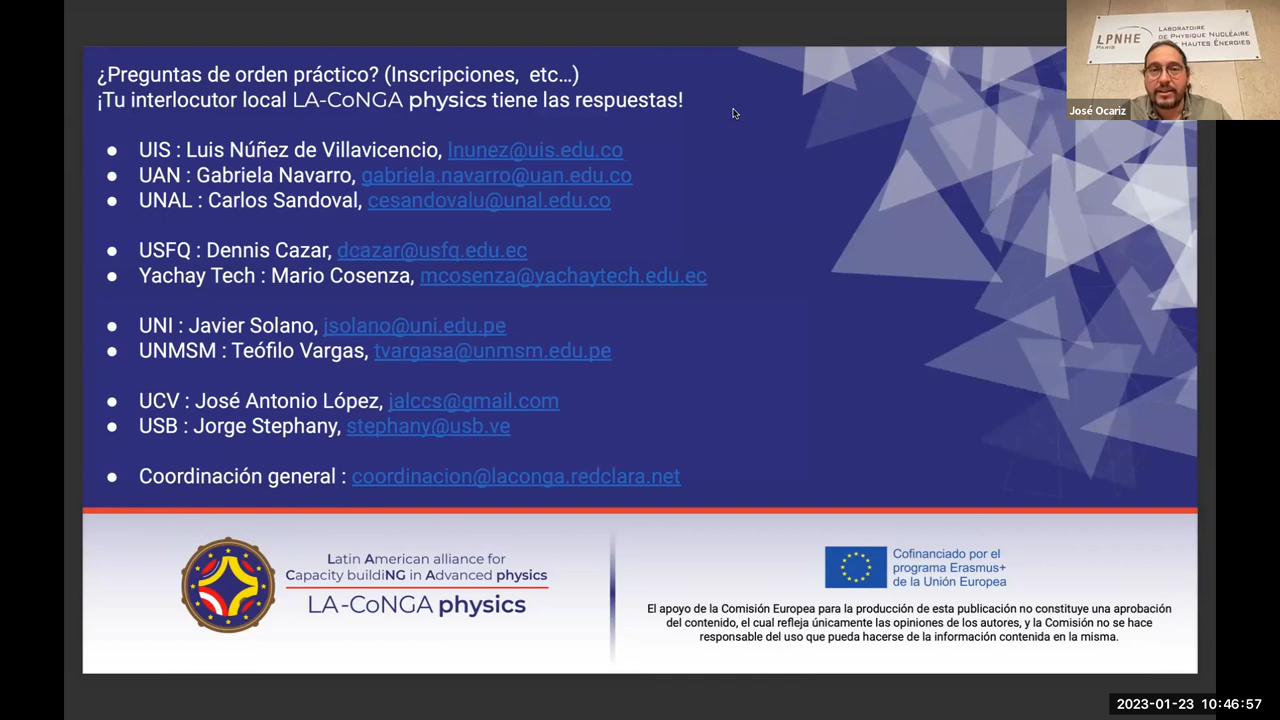 ¿Preguntas de orden práctico? (Inscripciones, etc…)
¡Tu interlocutor local LA-CoNGA physics tiene las respuestas!
● UIS : Luis Núñez de Villavicencio, lnunez@uis.edu.co
● UAN : Gabriela Navarro, gabriela.navarro@uan.edu.co
● UNAL : Carlos Sandoval, cesandovalu@unal.edu.co
● USFQ : Dennis Cazar, dcazar@usfq.edu.ec
● Yachay Tech : Mario Cosenza, mcosenza@yachaytech.edu.ec
● UNI : Javier Solano, jsolano@uni.edu.pe
● UNMSM : Teófilo Vargas, tvargasa@unmsm.edu.pe
● UCV : José Antonio López, jalccs@gmail.com
● USB : Jorge Stephany, stephany@usb.ve
● Coordinación general : coordinacion@laconga.redclara.net
Latin American alliance for
Capacity buildiNG in Advanced physics
LA-CoNGA physics
Cofinanciado por el
programa Erasmus+
de la Unión Europea
El apoyo de la Comisión Europea para la producción de esta publicación no constituye una aprobación
del contenido, el cual refleja únicamente las opiniones de los autores, y la Comisión no se hace
responsable del uso que pueda hacerse de la información contenida en la misma.
LPNHE
PARIS
LABORATOIRE
DE PHYSIQUE NUCLÉAIRE
HAUTES ÉNERGIES
José Ocariz
2023-01-23 10:46:57